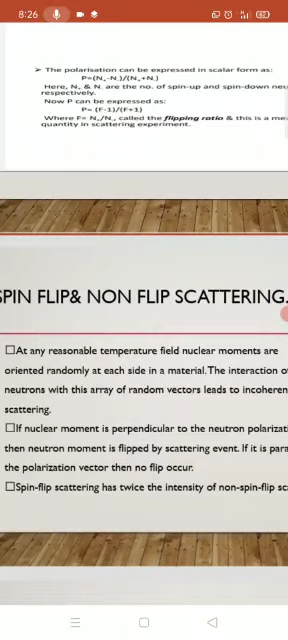 8:26
62
➤ The polarisation can be expressed in scalar form as:
P=(N₊-N₋)/(N₊+N₋)
Here, N₊ & N₋ are the no. of spin-up and spin-down
respectively.
Now P can be expressed as:
P= (F-1)/(F+1)
Where F= N₊/N₋, called the flipping ratio & this is a
quantity in scattering experiment.
SPIN FLIP& NON FLIP SCATTERING.
☐At any reasonable temperature field nuclear moments are
oriented randomly at each side in a material. The interaction
neutrons with this array of random vectors leads to
scattering.
☐If nuclear moment is perpendicular to the neutron
then neutron moment is flipped by scattering event. If it is
the polarization vector then no flip occur.
☐Spin-flip scattering has twice the intensity of non-spin-flip